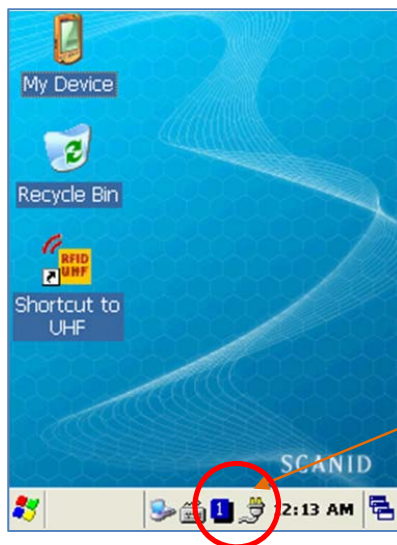 My Device
Recycle Bin
RFID
UHF
Shortcut to
UHF
SCANID
1
2:13 AM